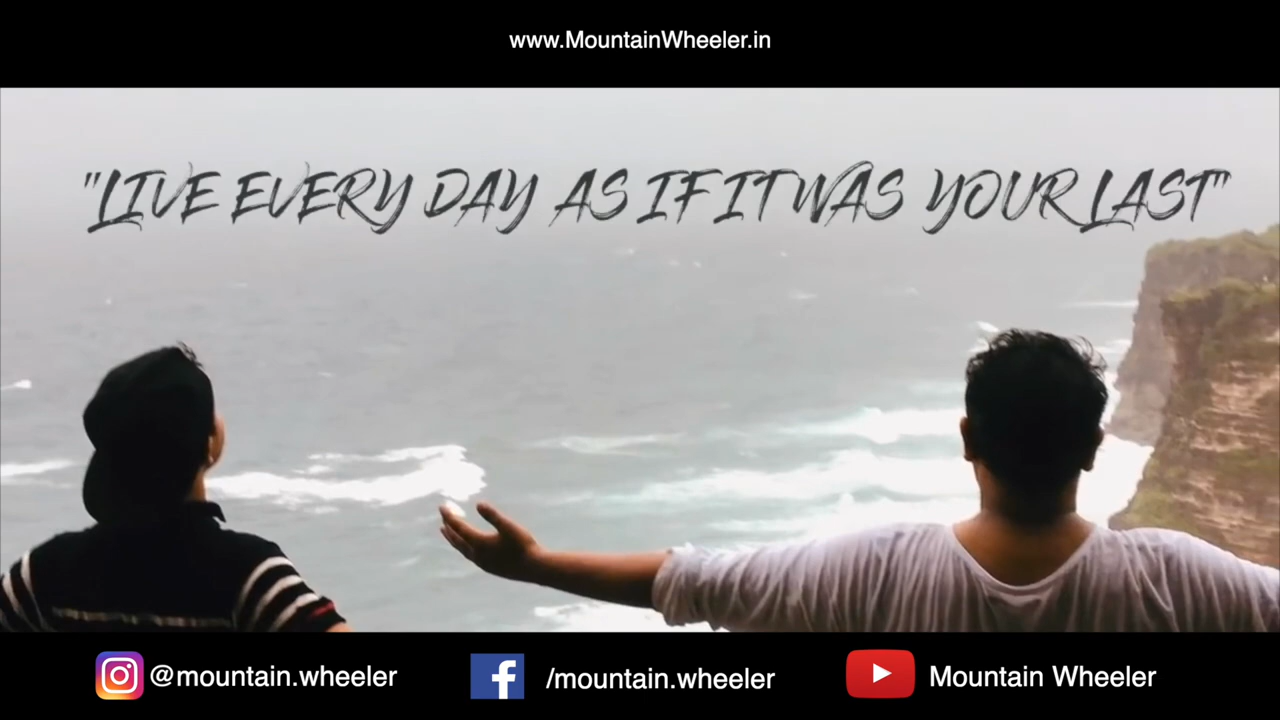 www.MountainWheeler.in
"LIVE EVERY DAY AS IF IT WAS YOUR LAST"
@mountain.wheeler
/mountain.wheeler
Mountain Wheeler